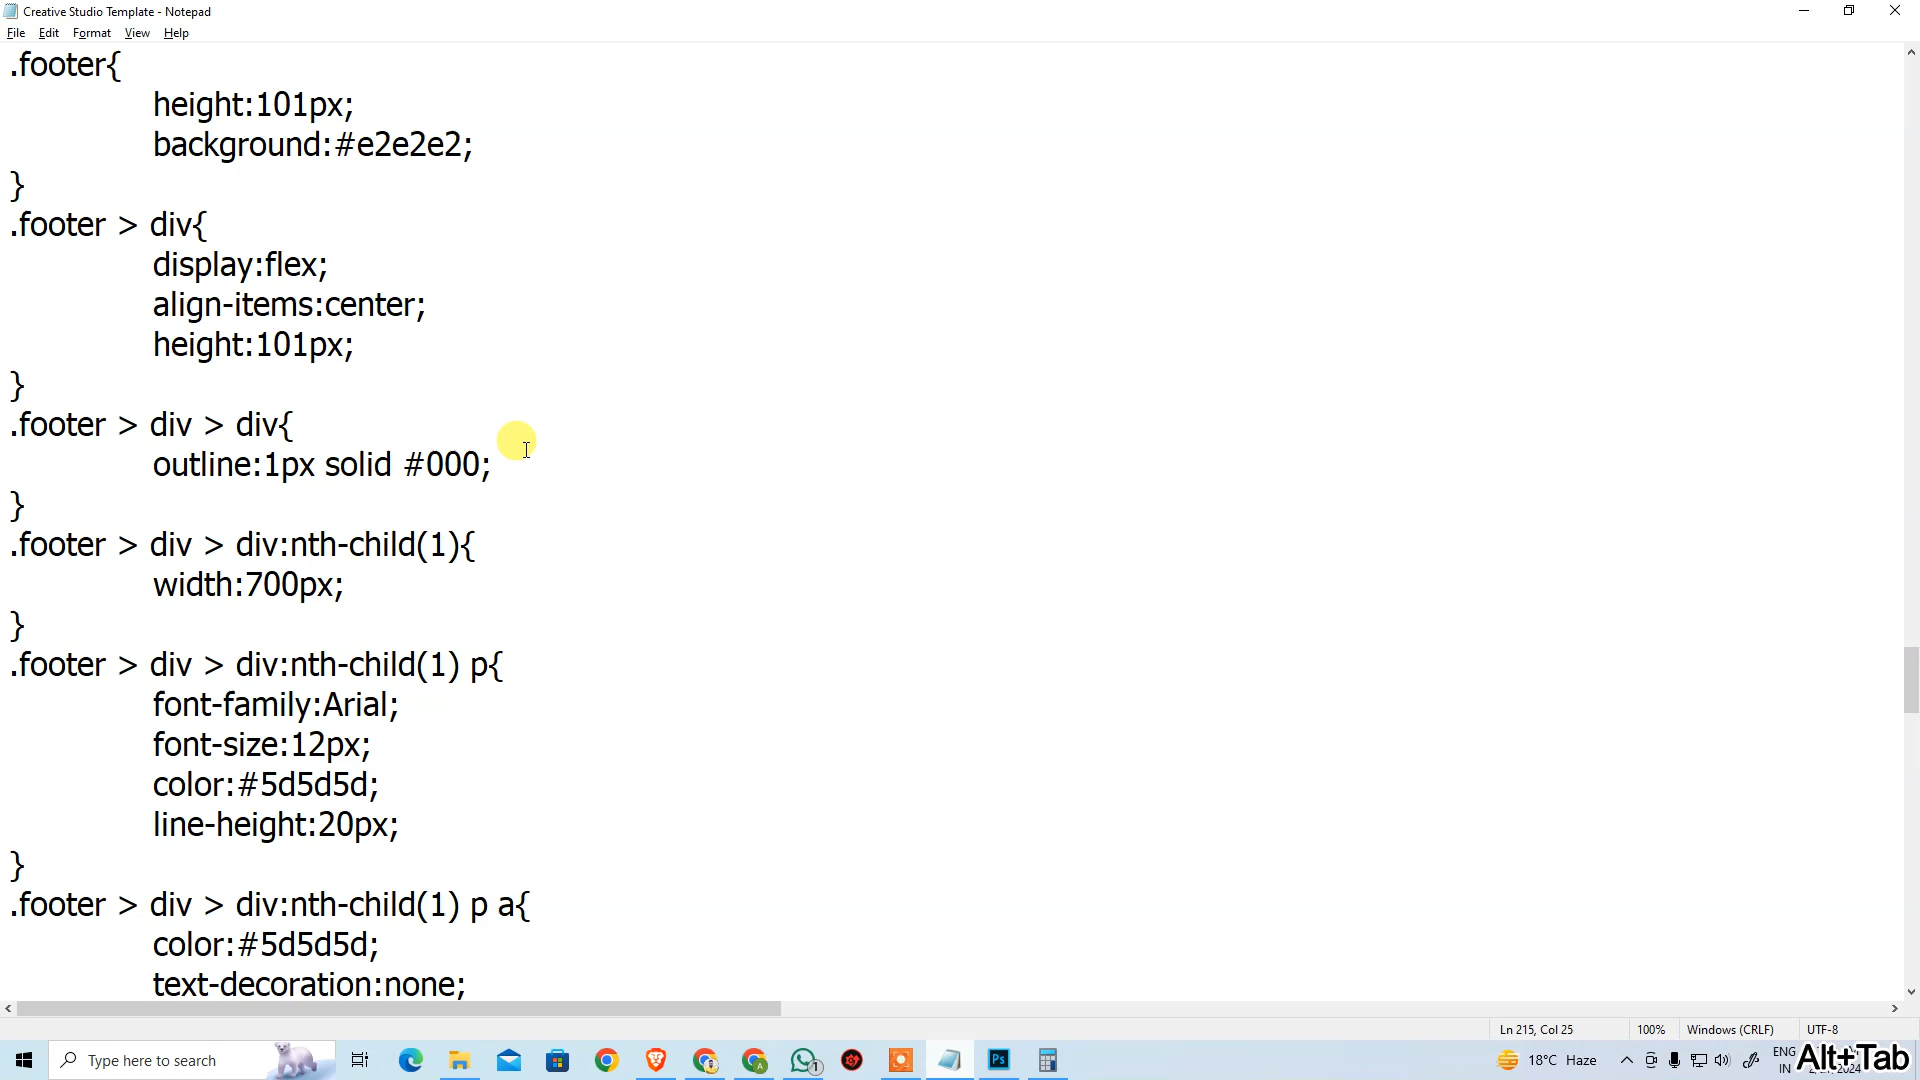 Creative Studio Template - Notepad
File Edit Format View Help
.footer{
height:101px;
background:#e2e2e2;
}
.footer > div{
display:flex;
align-items:center;
height:101px;
}
.footer > div > div{
outline:1px solid #000;
}
.footer > div > div:nth-child(1){
width:700px;
}
.footer > div > div:nth-child(1) p{
font-family:Arial;
font-size:12px;
color:#5d5d5d;
line-height:20px;
}
.footer > div > div:nth-child(1) p a{
color:#5d5d5d;
text-decoration:none;
Ln 215, Col 25 100% Windows (CRLF) UTF-8
Type here to search
Ps
1
18°C Haze
ENG
IN
Alt+Tab